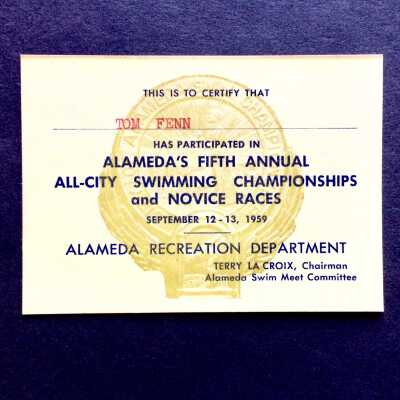 THIS IS TO CERTIFY THAT
TOM FENN
HAS PARTICIPATED IN
ALAMEDA'S FIFTH ANNUAL
ALL-CITY SWIMMING CHAMPIONSHIPS
and NOVICE RACES
SEPTEMBER 12-13, 1959
ALAMEDA RECREATION DEPARTMENT
TERRY LA CROIX, Chairman
Alameda Swim Meet Committee